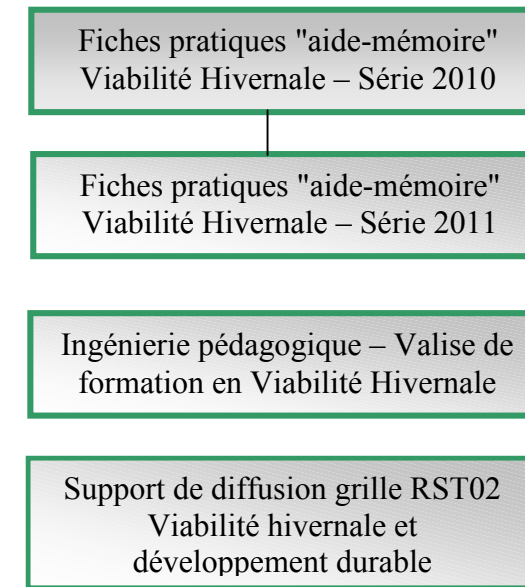 Fiches pratiques "aide-mémoire"
Viabilité Hivernale – Série 2010
Fiches pratiques "aide-mémoire"
Viabilité Hivernale – Série 2011
Ingénierie pédagogique – Valise de
formation en Viabilité Hivernale
Support de diffusion grille RST02
Viabilité hivernale et
développement durable